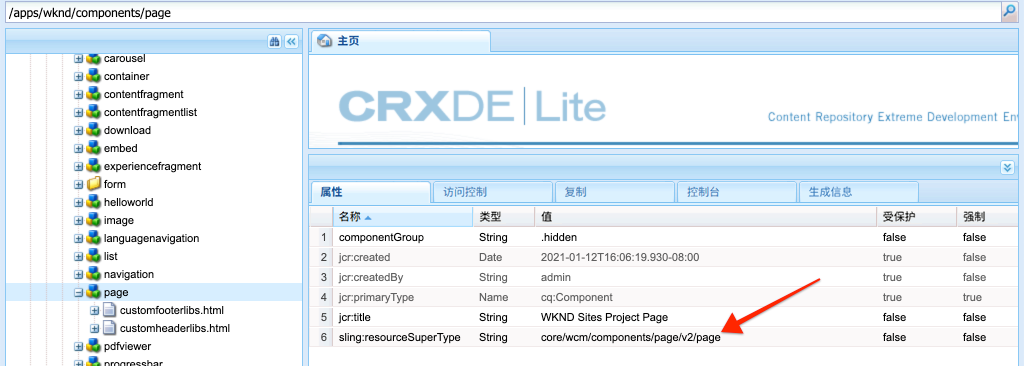 /apps/wknd/components/page
carousel
container
contentfragment
contentfragmentlist
download
embed
experiencefragment
form
helloworld
image
languagenavigation
list
navigation
page
customfooterlibs.html
customheaderlibs.html
pdfviewer
progressbar
主页
CRXDE Lite
Content Repository Extreme Development Env
属性 访问控制 复制 控制台 生成信息
名称 类型 值 受保护 强制
1 componentGroup String .hidden false false
2 jcr:created Date 2021-01-12T16:06:19.930-08:00 true false
3 jcr:createdBy String admin true false
4 jcr:primaryType Name cq:Component true true
5 jcr:title String WKND Sites Project Page false false
6 sling:resourceSuperType String core/wcm/components/page/v2/page false false